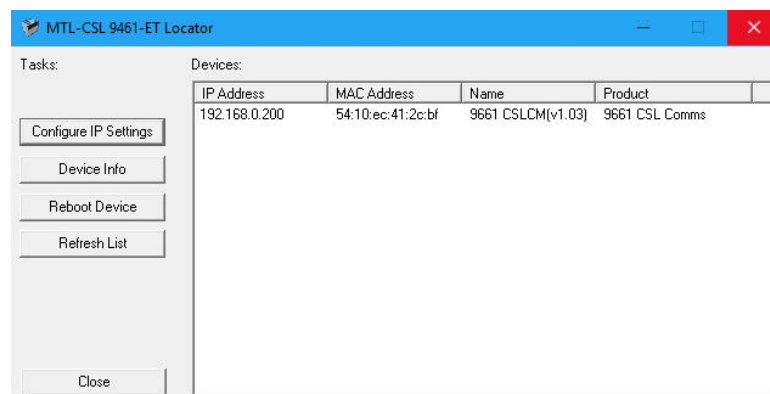 MTL-CSL 9461-ET Locator
Tasks:
Devices:
IP Address MAC Address Name Product
192.168.0.200 54:10:ec:41:2c:bf 9661 CSLCM(v1.03) 9661 CSL Comms
Configure IP Settings
Device Info
Reboot Device
Refresh List
Close